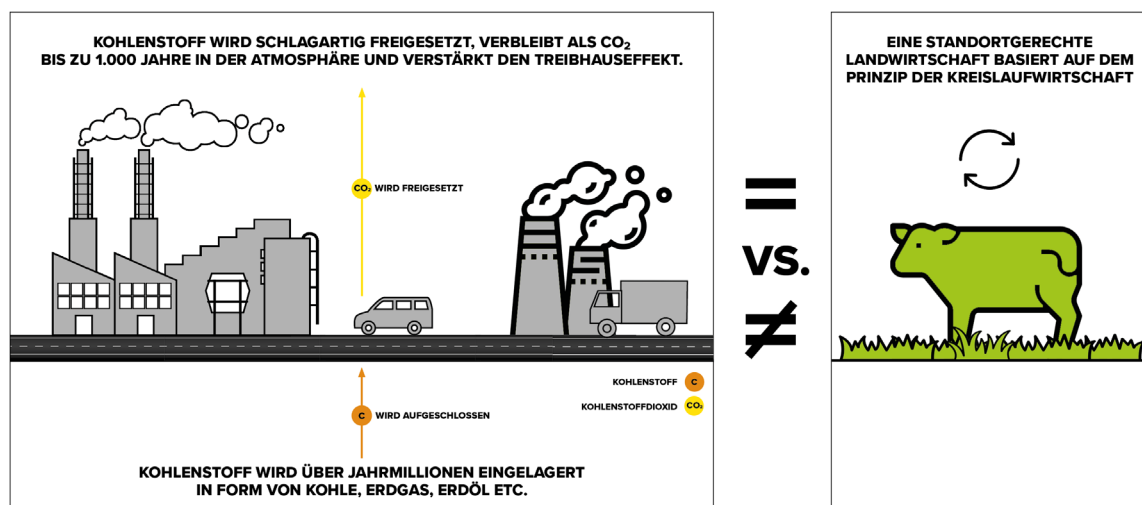 KOHLENSTOFF WIRD SCHLAGARTIG FREIGESETZT, VERBLEIBT ALS CO₂
BIS ZU 1.000 JAHRE IN DER ATMOSPHÄRE UND VERSTÄRKT DEN TREIBHAUSEFFEKT.
CO₂ WIRD FREIGESETZT
KOHLENSTOFF C
KOHLENSTOFFDIOXID CO₂
C WIRD AUFGESCHLOSSEN
KOHLENSTOFF WIRD ÜBER JAHRMILLIONEN EINGELAGERT
IN FORM VON KOHLE, ERDGAS, ERDÖL ETC.
=
VS.
≠
EINE STANDORTGERECHTE
LANDWIRTSCHAFT BASIERT AUF DEM
PRINZIP DER KREISLAUFWIRTSCHAFT